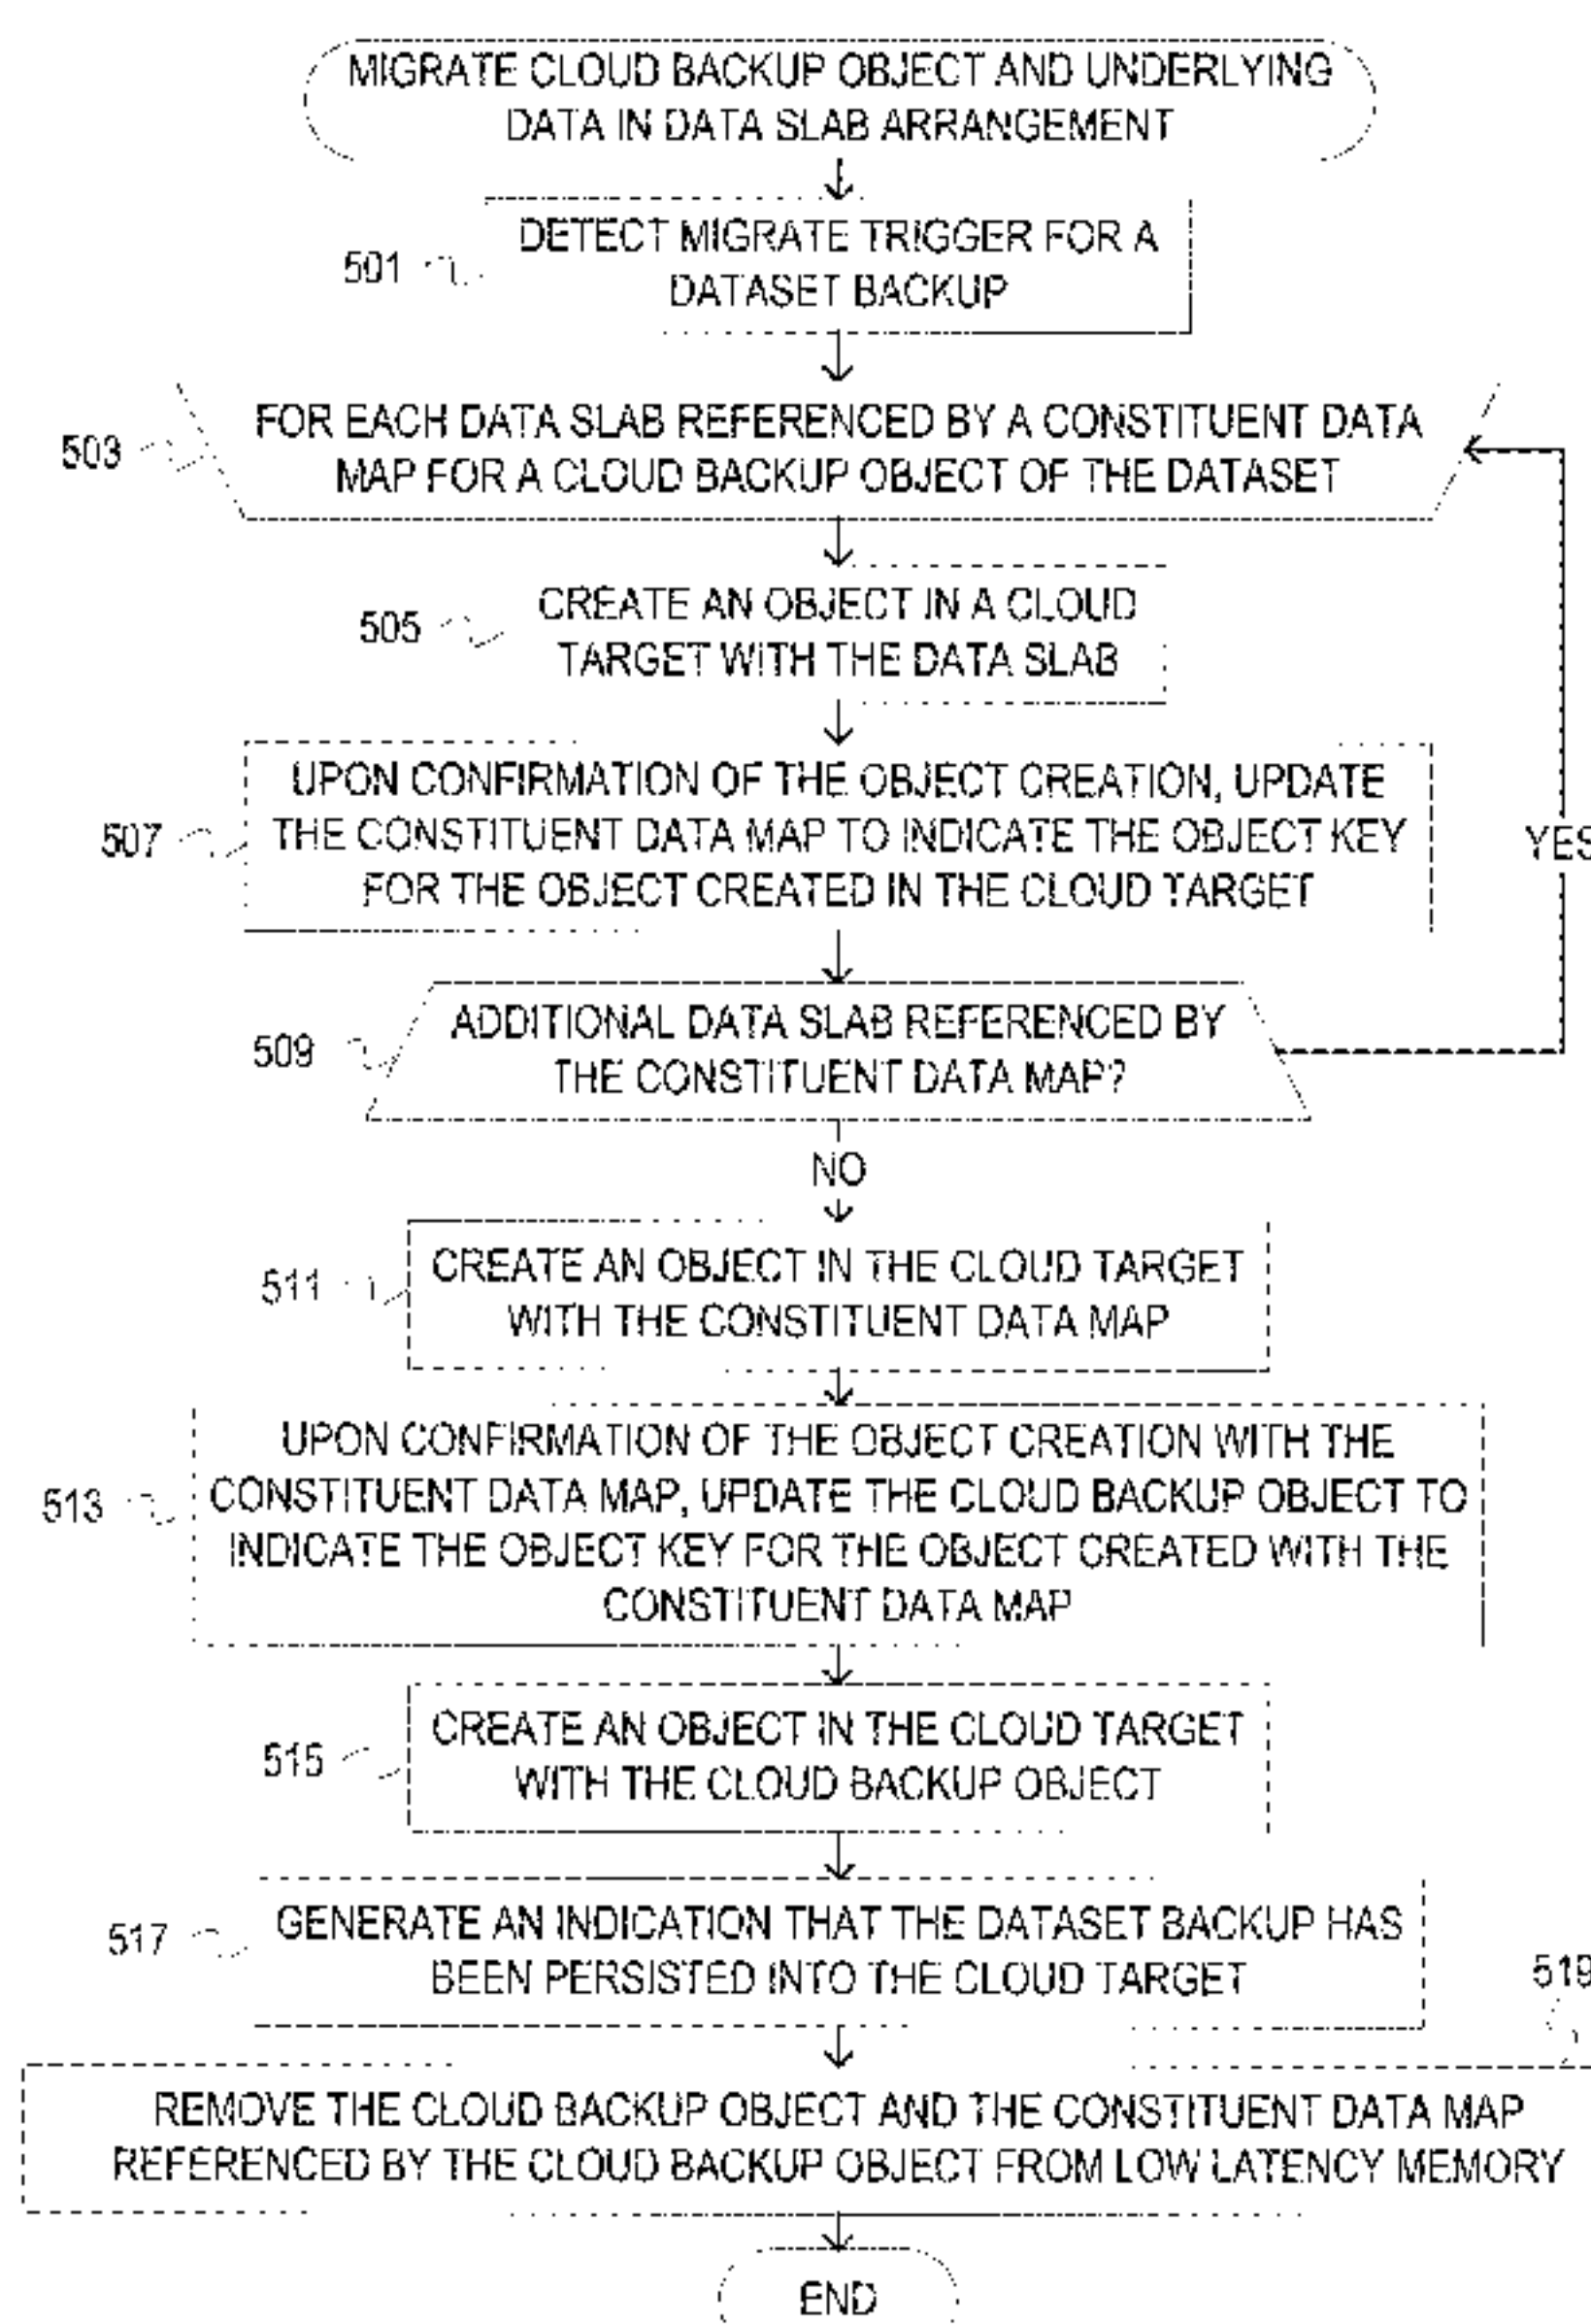 MIGRATE CLOUD BACKUP OBJECT AND UNDERLYING
DATA IN DATA SLAB ARRANGEMENT
501
DETECT MIGRATE TRIGGER FOR A
DATASET BACKUP
503
FOR EACH DATA SLAB REFERENCED BY A CONSTITUENT DATA
MAP FOR A CLOUD BACKUP OBJECT OF THE DATASET
505
CREATE AN OBJECT IN A CLOUD
TARGET WITH THE DATA SLAB
507
UPON CONFIRMATION OF THE OBJECT CREATION, UPDATE
THE CONSTITUENT DATA MAP TO INDICATE THE OBJECT KEY
FOR THE OBJECT CREATED IN THE CLOUD TARGET
YES
509
ADDITIONAL DATA SLAB REFERENCED BY
THE CONSTITUENT DATA MAP?
NO
511
CREATE AN OBJECT IN THE CLOUD TARGET
WITH THE CONSTITUENT DATA MAP
513
UPON CONFIRMATION OF THE OBJECT CREATION WITH THE
CONSTITUENT DATA MAP, UPDATE THE CLOUD BACKUP OBJECT TO
INDICATE THE OBJECT KEY FOR THE OBJECT CREATED WITH THE
CONSTITUENT DATA MAP
515
CREATE AN OBJECT IN THE CLOUD TARGET
WITH THE CLOUD BACKUP OBJECT
517
GENERATE AN INDICATION THAT THE DATASET BACKUP HAS
BEEN PERSISTED INTO THE CLOUD TARGET
519
REMOVE THE CLOUD BACKUP OBJECT AND THE CONSTITUENT DATA MAP
REFERENCED BY THE CLOUD BACKUP OBJECT FROM LOW LATENCY MEMORY
END